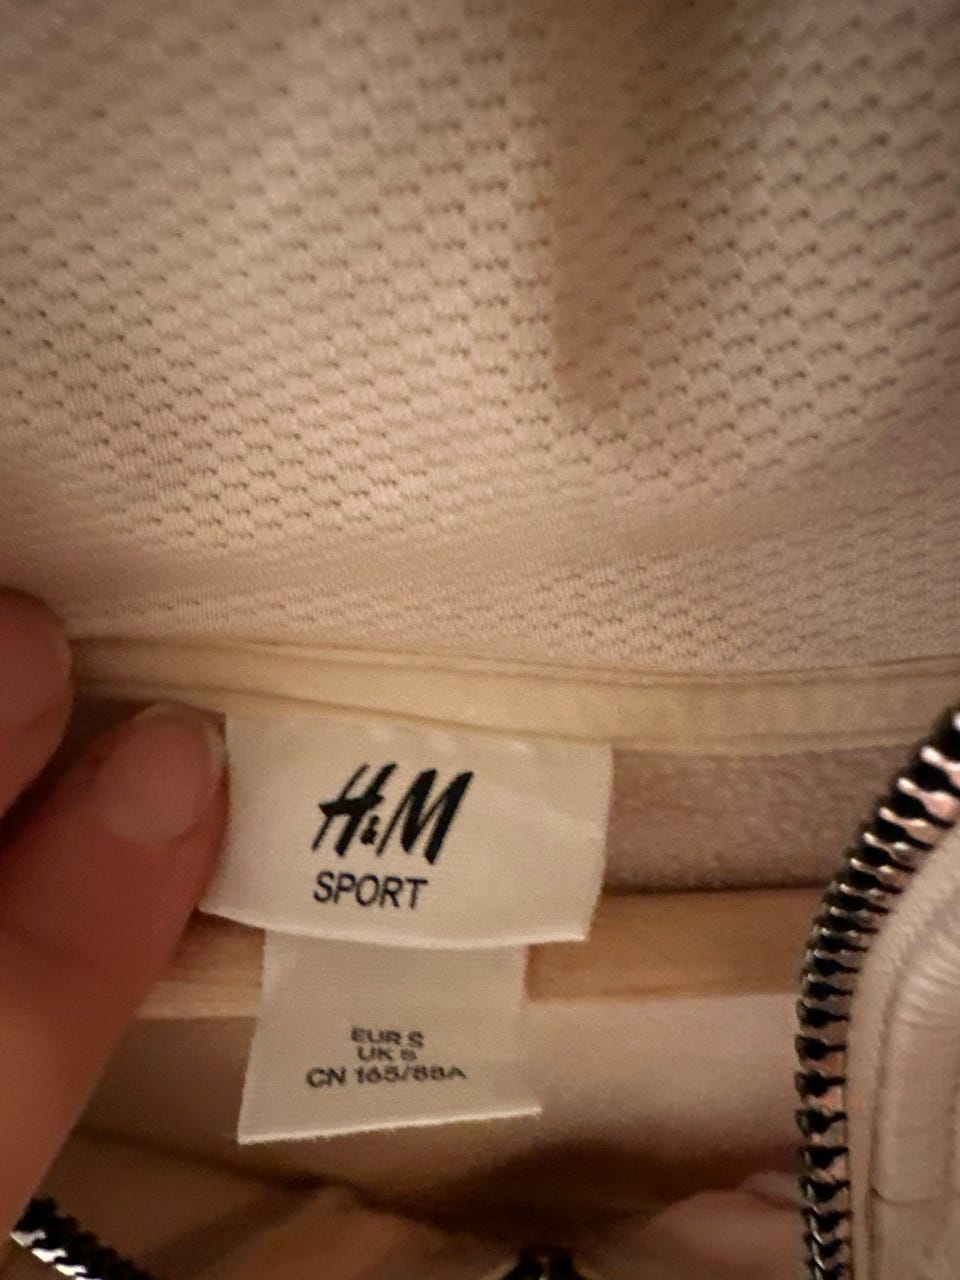 H&M
SPORT
EUR S
UK S
CN 165/88A